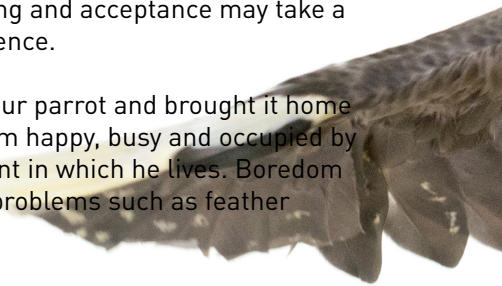 ng and acceptance may take a
ence.
ur parrot and brought it home
m happy, busy and occupied by
nt in which he lives. Boredom
problems such as feather